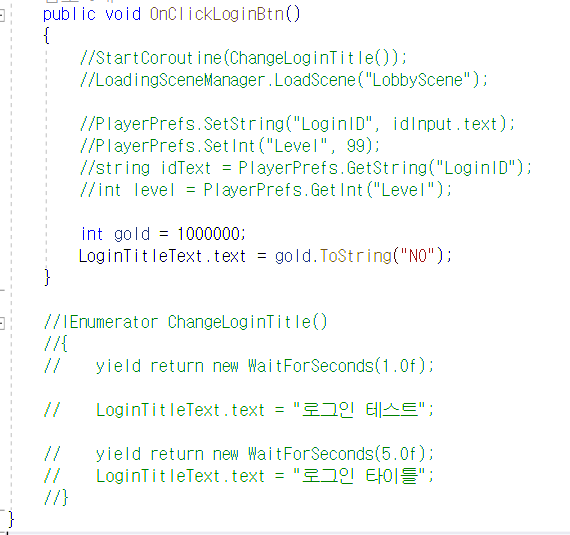 public void OnClickLoginBtn()
{
//StartCoroutine(ChangeLoginTitle());
//LoadingSceneManager.LoadScene("LobbyScene");
//PlayerPrefs.SetString("LoginID", idInput.text);
//PlayerPrefs.SetInt("Level", 99);
//string idText = PlayerPrefs.GetString("LoginID");
//int level = PlayerPrefs.GetInt("Level");
int gold = 1000000;
LoginTitleText.text = gold.ToString("N0");
}
//IEnumerator ChangeLoginTitle()
//{
//    yield return new WaitForSeconds(1.0f);
//    LoginTitleText.text = "로그인 테스트";
//    yield return new WaitForSeconds(5.0f);
//    LoginTitleText.text = "로그인 타이틀";
//}
}